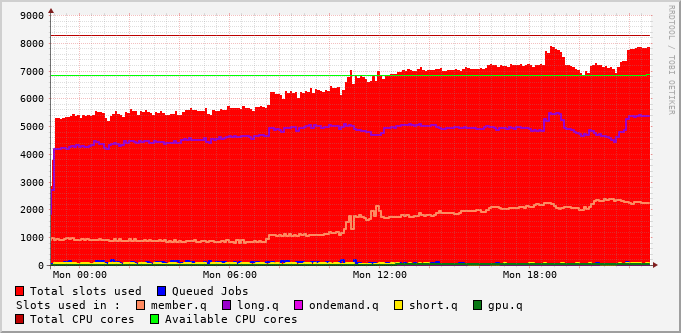 RRDTOOL / TOBI OETIKER
9000
8000
7000
6000
5000
4000
3000
2000
1000
0
Mon 00:00 Mon 06:00 Mon 12:00 Mon 18:00
Total slots used Queued Jobs
Slots used in : member.q long.q ondemand.q short.q gpu.q
Total CPU cores Available CPU cores